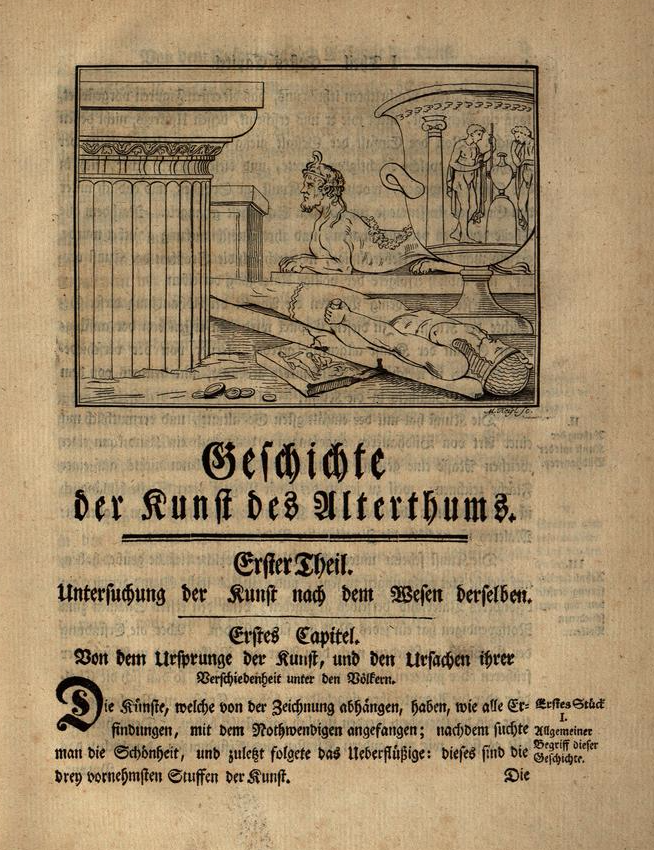 Geschichte
der Kunst des Alterthums.
Erster Theil.
Untersuchung der Kunst nach dem Wesen derselben.
Erstes Capitel.
Von dem Ursprunge der Kunst, und den Ursachen ihrer
Verschiedenheit unter den Völkern.
Die Künste, welche von der Zeichnung abhängen, haben, wie alle Er-
findungen, mit dem Nothwendigen angefangen; nachdem suchte
man die Schönheit, und zuletzt folgete das Ueberflüßige: dieses sind die
drey vornehmsten Stuffen der Kunst.
Erstes Stück
I.
Allgemeiner
Begriff dieser
Geschichte.
Die